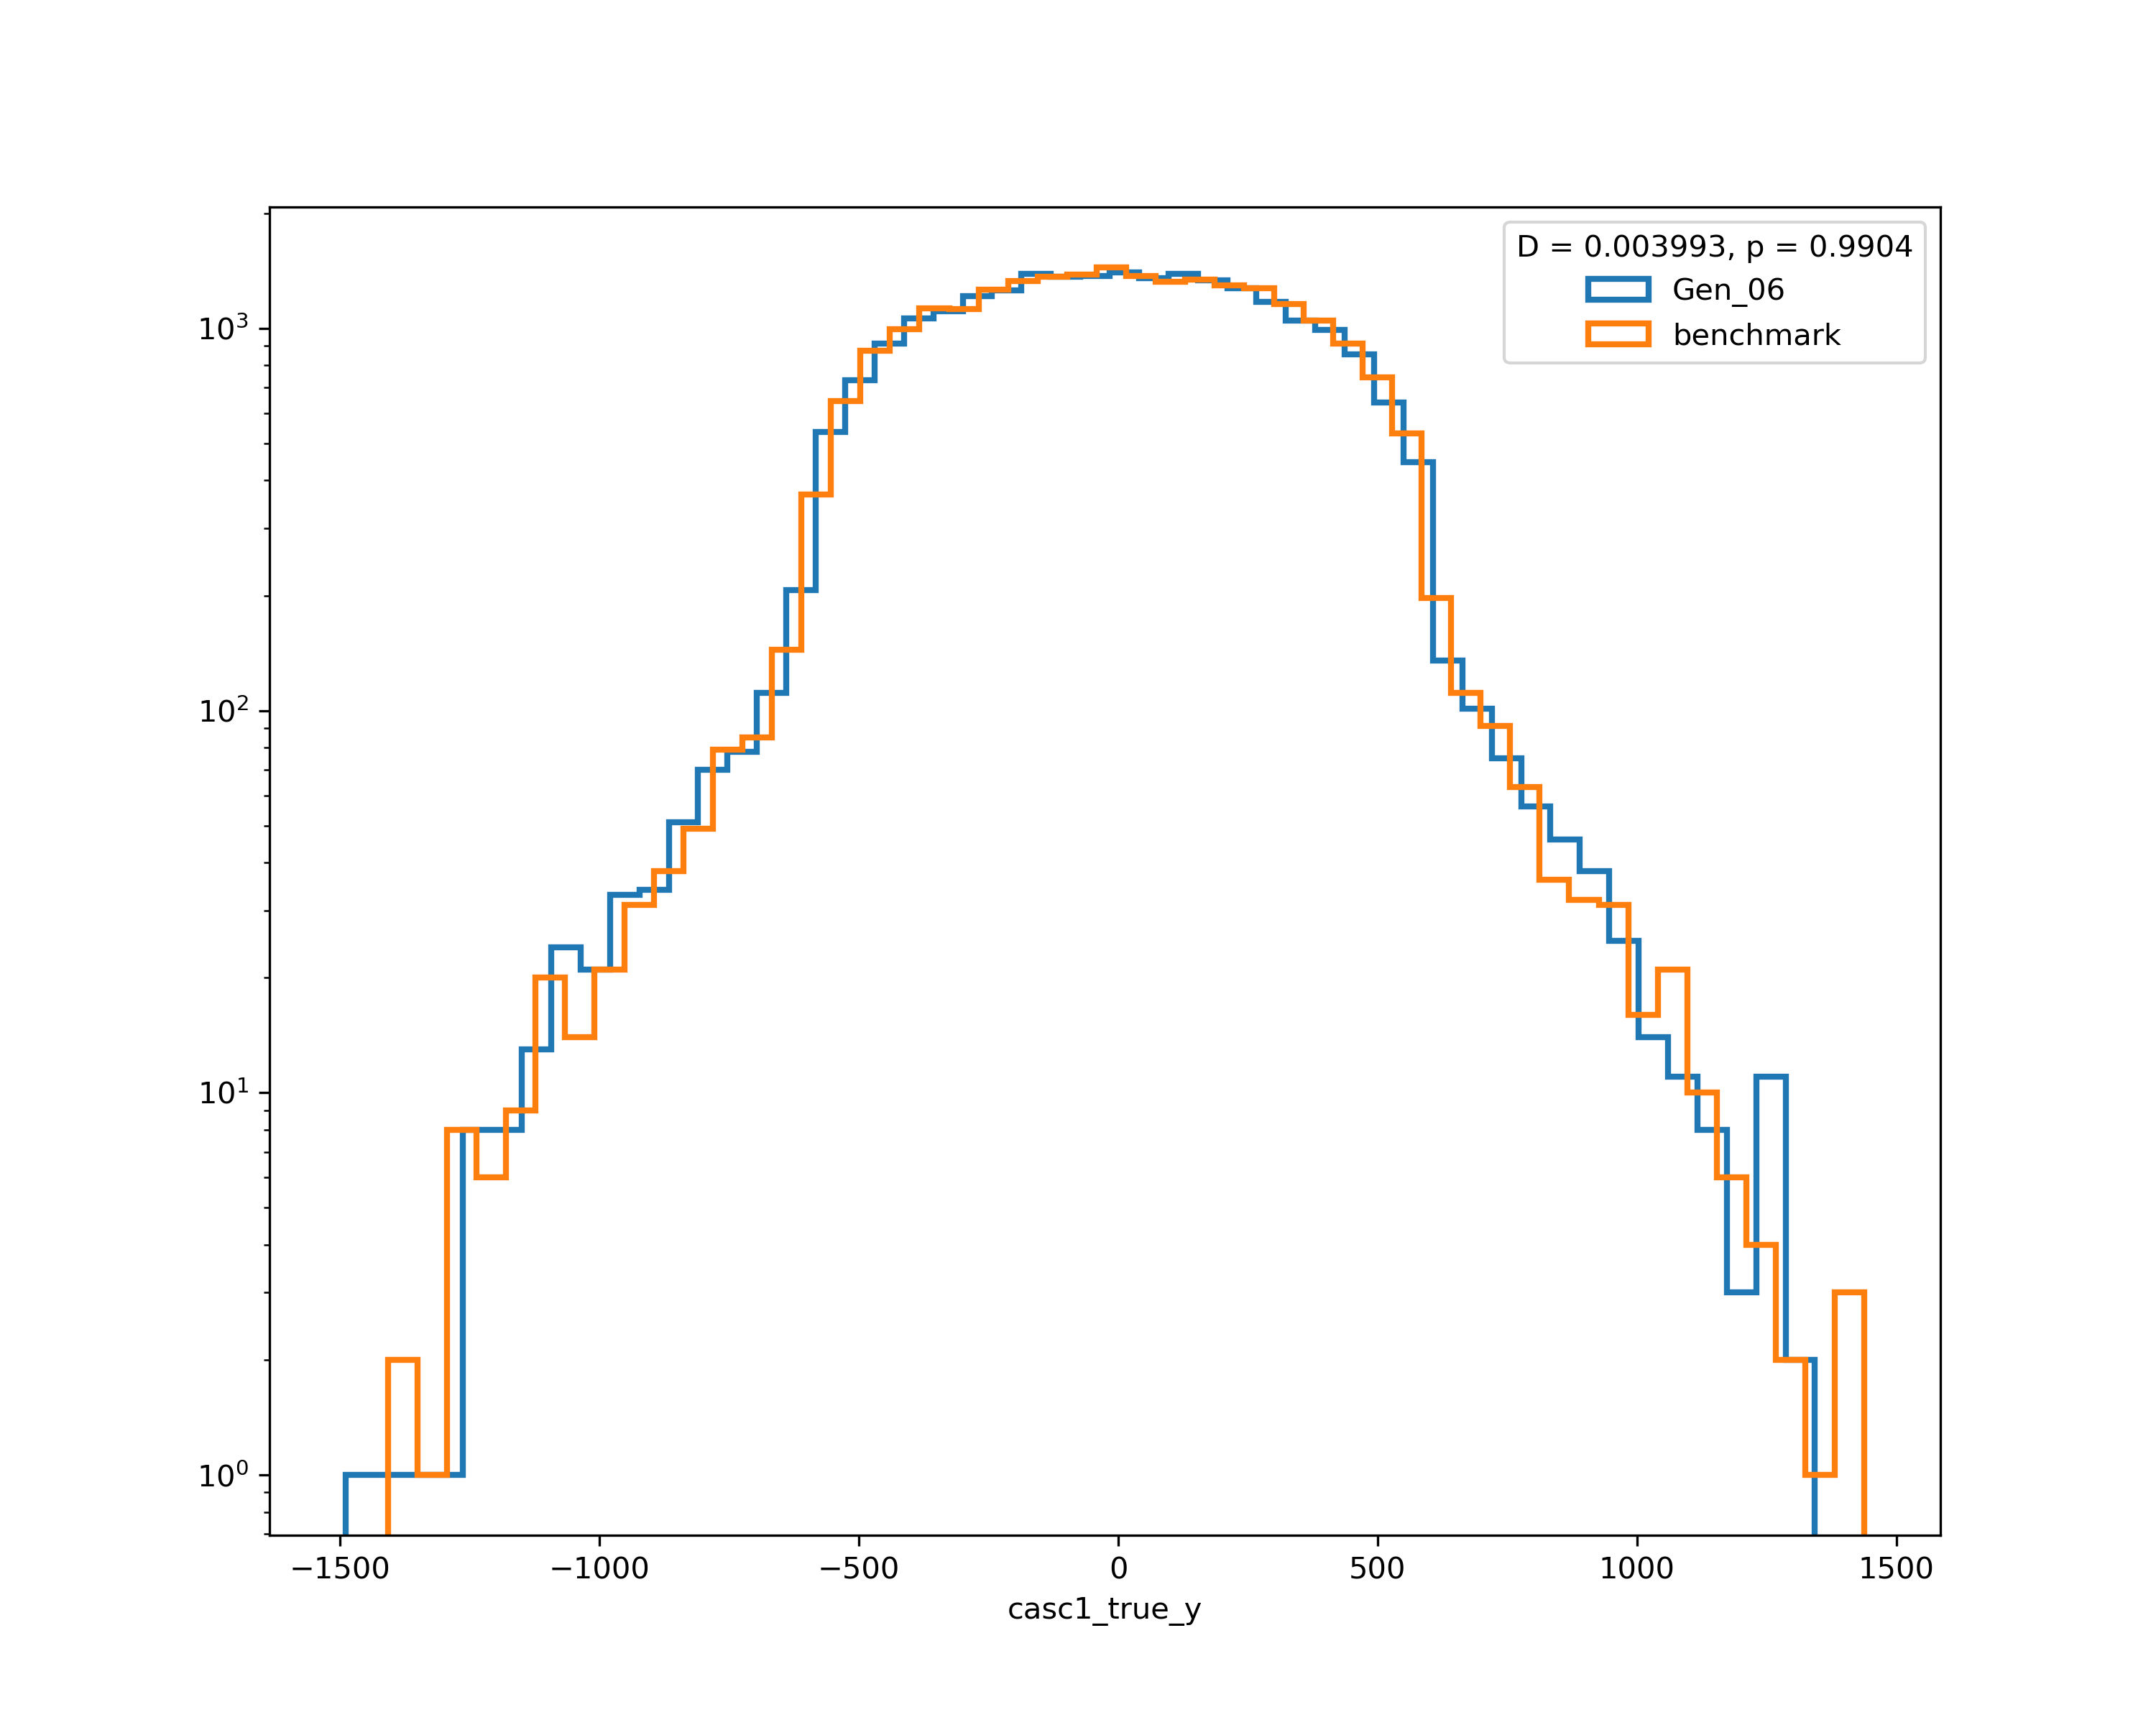 D = 0.003993, p = 0.9904
Gen_06
benchmark
10³
10²
10¹
10⁰
−1500 −1000 −500 0 500 1000 1500
casc1_true_y